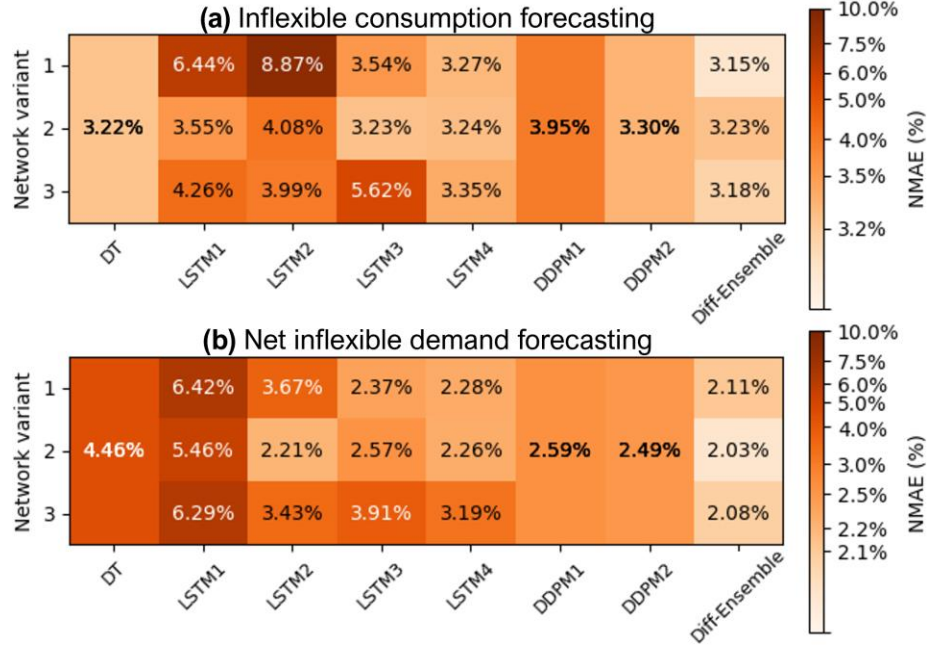 (a) Inflexible consumption forecasting
Network variant
1 6.44% 8.87% 3.54% 3.27% 3.15%
2 3.22% 3.55% 4.08% 3.23% 3.24% 3.95% 3.30% 3.23%
3 4.26% 3.99% 5.62% 3.35% 3.18%
DT LSTM1 LSTM2 LSTM3 LSTM4 DDPM1 DDPM2 Diff-Ensemble
10.0%
7.5%
6.0%
5.0%
4.0%
3.5%
3.2%
NMAE (%)
(b) Net inflexible demand forecasting
Network variant
1 6.42% 3.67% 2.37% 2.28% 2.11%
2 4.46% 5.46% 2.21% 2.57% 2.26% 2.59% 2.49% 2.03%
3 6.29% 3.43% 3.91% 3.19% 2.08%
DT LSTM1 LSTM2 LSTM3 LSTM4 DDPM1 DDPM2 Diff-Ensemble
10.0%
7.5%
6.0%
5.0%
4.0%
3.0%
2.5%
2.2%
2.1%
NMAE (%)